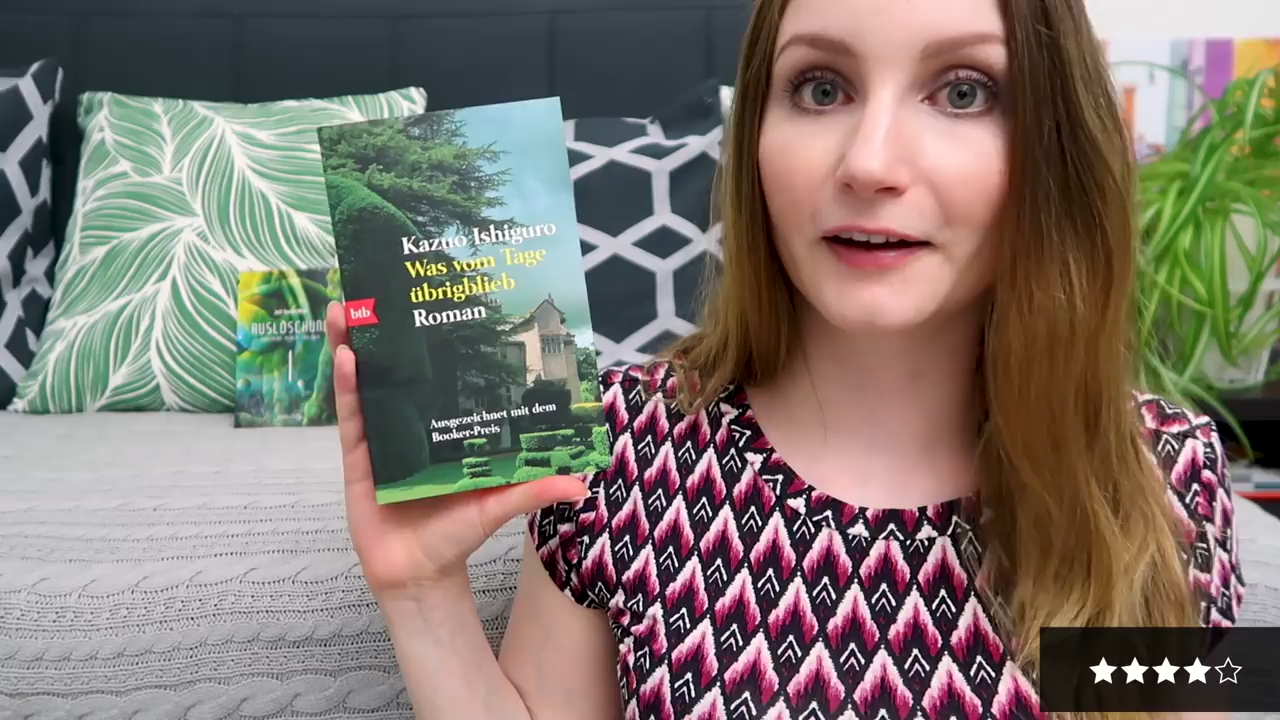 Kazuo Ishiguro
Was vom Tage
übrigblieb
Roman
btb
Ausgezeichnet mit dem
Booker-Preis
AUSLÖSCHUNG